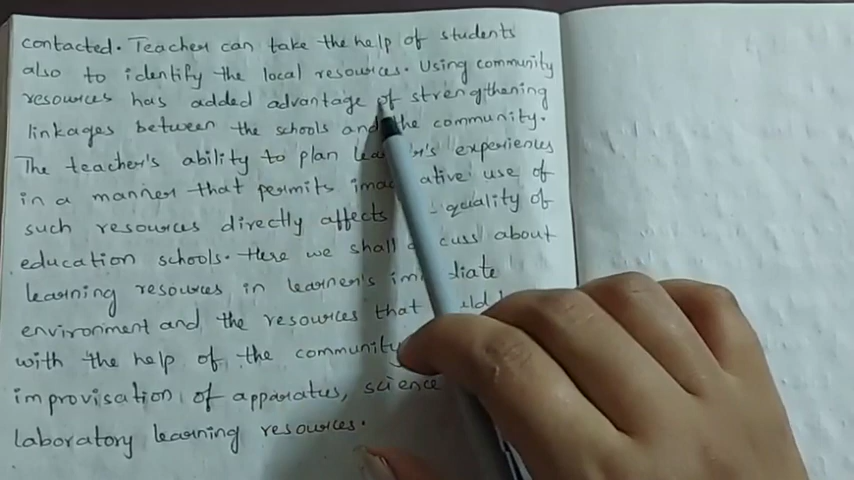 contacted. Teacher can take the help of students
also to identify the local resources. Using community
resources has added advantage of strengthening
linkages between the schools and the community.
The teacher's ability to plan experiences
in a manner that permits use of
such resources directly affects quality of
education schools. Here we shall about
learning resources in learner's
environment and the resources that
with the help of the community
improvisation of apparatus, science
laboratory learning resources.